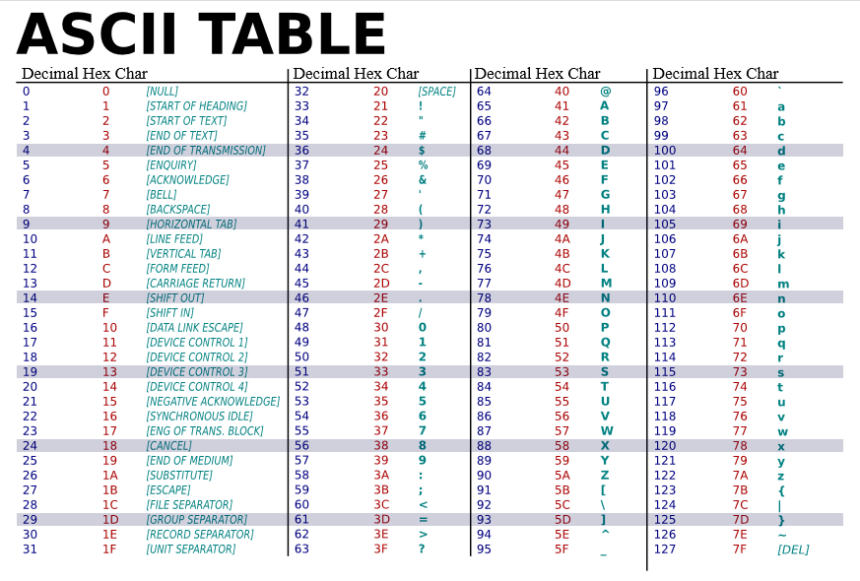 ASCII TABLE
Decimal Hex Char Decimal Hex Char Decimal Hex Char Decimal Hex Char
0 0 [NULL] 32 20 [SPACE] 64 40 @ 96 60 `
1 1 [START OF HEADING] 33 21 ! 65 41 A 97 61 a
2 2 [START OF TEXT] 34 22 " 66 42 B 98 62 b
3 3 [END OF TEXT] 35 23 # 67 43 C 99 63 c
4 4 [END OF TRANSMISSION] 36 24 $ 68 44 D 100 64 d
5 5 [ENQUIRY] 37 25 % 69 45 E 101 65 e
6 6 [ACKNOWLEDGE] 38 26 & 70 46 F 102 66 f
7 7 [BELL] 39 27 ' 71 47 G 103 67 g
8 8 [BACKSPACE] 40 28 ( 72 48 H 104 68 h
9 9 [HORIZONTAL TAB] 41 29 ) 73 49 I 105 69 i
10 A [LINE FEED] 42 2A * 74 4A J 106 6A j
11 B [VERTICAL TAB] 43 2B + 75 4B K 107 6B k
12 C [FORM FEED] 44 2C , 76 4C L 108 6C l
13 D [CARRIAGE RETURN] 45 2D - 77 4D M 109 6D m
14 E [SHIFT OUT] 46 2E . 78 4E N 110 6E n
15 F [SHIFT IN] 47 2F / 79 4F O 111 6F o
16 10 [DATA LINK ESCAPE] 48 30 0 80 50 P 112 70 p
17 11 [DEVICE CONTROL 1] 49 31 1 81 51 Q 113 71 q
18 12 [DEVICE CONTROL 2] 50 32 2 82 52 R 114 72 r
19 13 [DEVICE CONTROL 3] 51 33 3 83 53 S 115 73 s
20 14 [DEVICE CONTROL 4] 52 34 4 84 54 T 116 74 t
21 15 [NEGATIVE ACKNOWLEDGE] 53 35 5 85 55 U 117 75 u
22 16 [SYNCHRONOUS IDLE] 54 36 6 86 56 V 118 76 v
23 17 [ENG OF TRANS. BLOCK] 55 37 7 87 57 W 119 77 w
24 18 [CANCEL] 56 38 8 88 58 X 120 78 x
25 19 [END OF MEDIUM] 57 39 9 89 59 Y 121 79 y
26 1A [SUBSTITUTE] 58 3A : 90 5A Z 122 7A z
27 1B [ESCAPE] 59 3B ; 91 5B [ 123 7B {
28 1C [FILE SEPARATOR] 60 3C < 92 5C \ 124 7C |
29 1D [GROUP SEPARATOR] 61 3D = 93 5D ] 125 7D }
30 1E [RECORD SEPARATOR] 62 3E > 94 5E ^ 126 7E ~
31 1F [UNIT SEPARATOR] 63 3F ? 95 5F _ 127 7F [DEL]